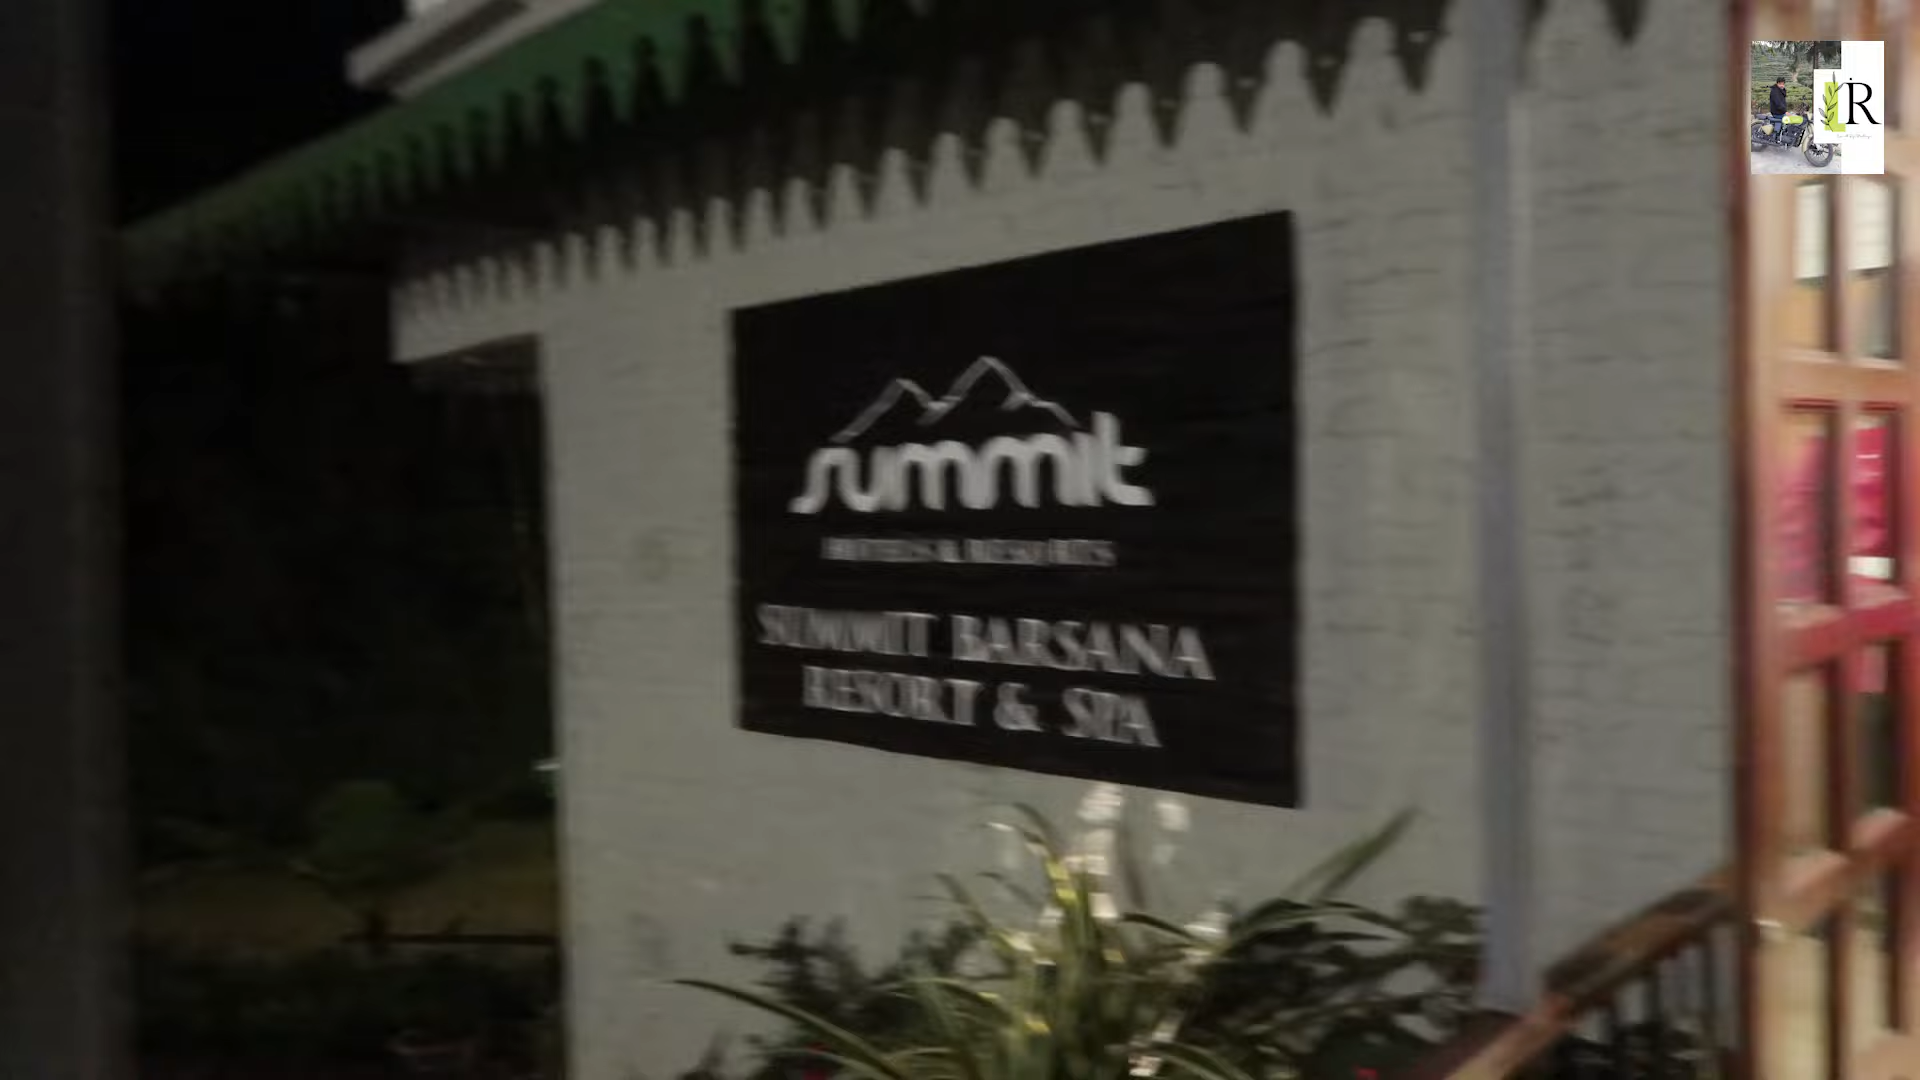 summit
HOTELS & RESORTS
SUMMIT BARSANA
RESORT & SPA
R